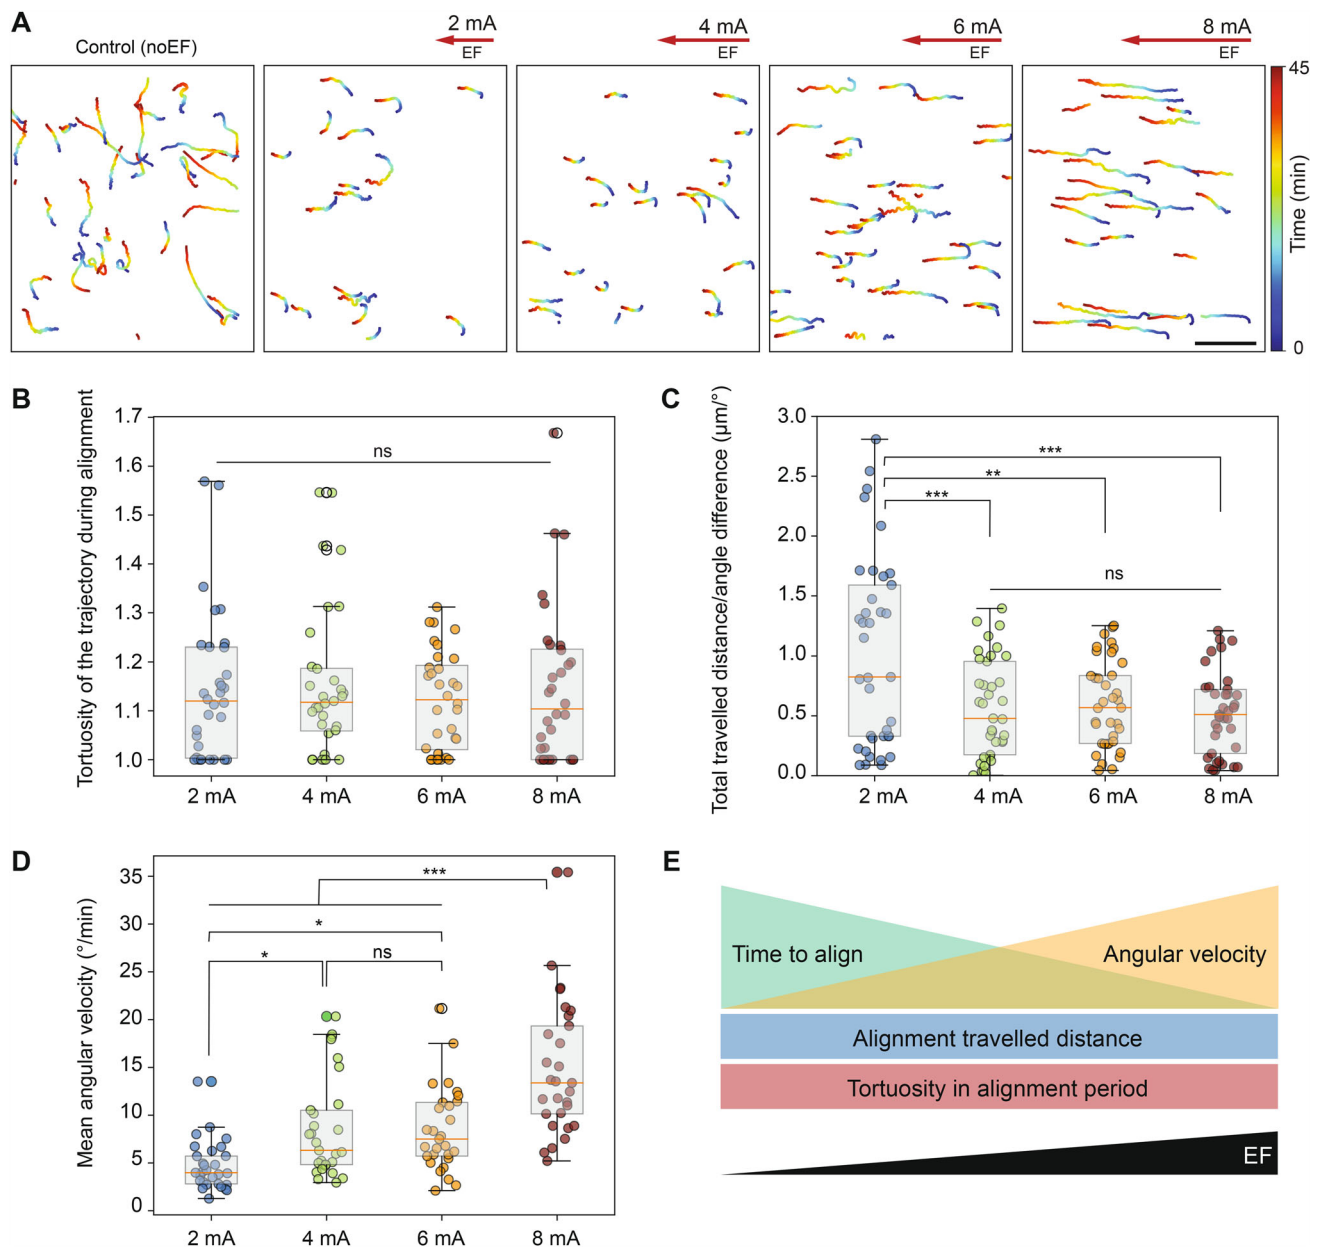 A
Control (noEF)
2 mA
EF
4 mA
EF
6 mA
EF
8 mA
EF
45
Time (min)
0
B
Tortuosity of the trajectory during alignment
1.7
1.6
1.5
1.4
1.3
1.2
1.1
1.0
ns
2 mA
4 mA
6 mA
8 mA
C
Total travelled distance/angle difference (µm/°)
3.0
2.5
2.0
1.5
1.0
0.5
0.0
***
**
***
ns
2 mA
4 mA
6 mA
8 mA
D
Mean angular velocity (°/min)
35
30
25
20
15
10
5
0
***
*
*
ns
2 mA
4 mA
6 mA
8 mA
E
Time to align
Angular velocity
Alignment travelled distance
Tortuosity in alignment period
EF